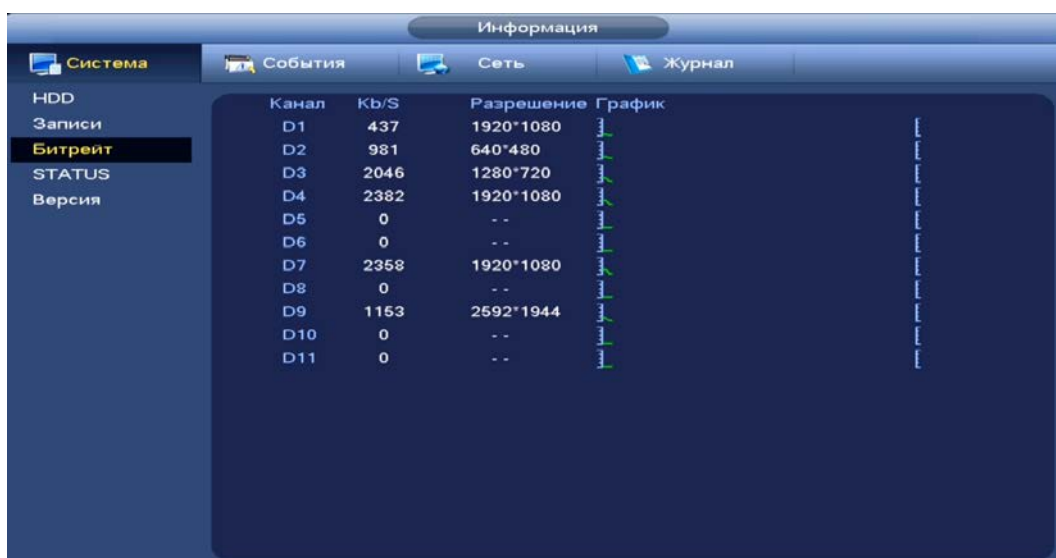 Информация
Система События Сеть Журнал
HDD
Записи
Битрейт
STATUS
Версия
Канал Kb/S Разрешение График
D1 437 1920*1080
D2 981 640*480
D3 2046 1280*720
D4 2382 1920*1080
D5 0 - -
D6 0 - -
D7 2358 1920*1080
D8 0 - -
D9 1153 2592*1944
D10 0 - -
D11 0 - -